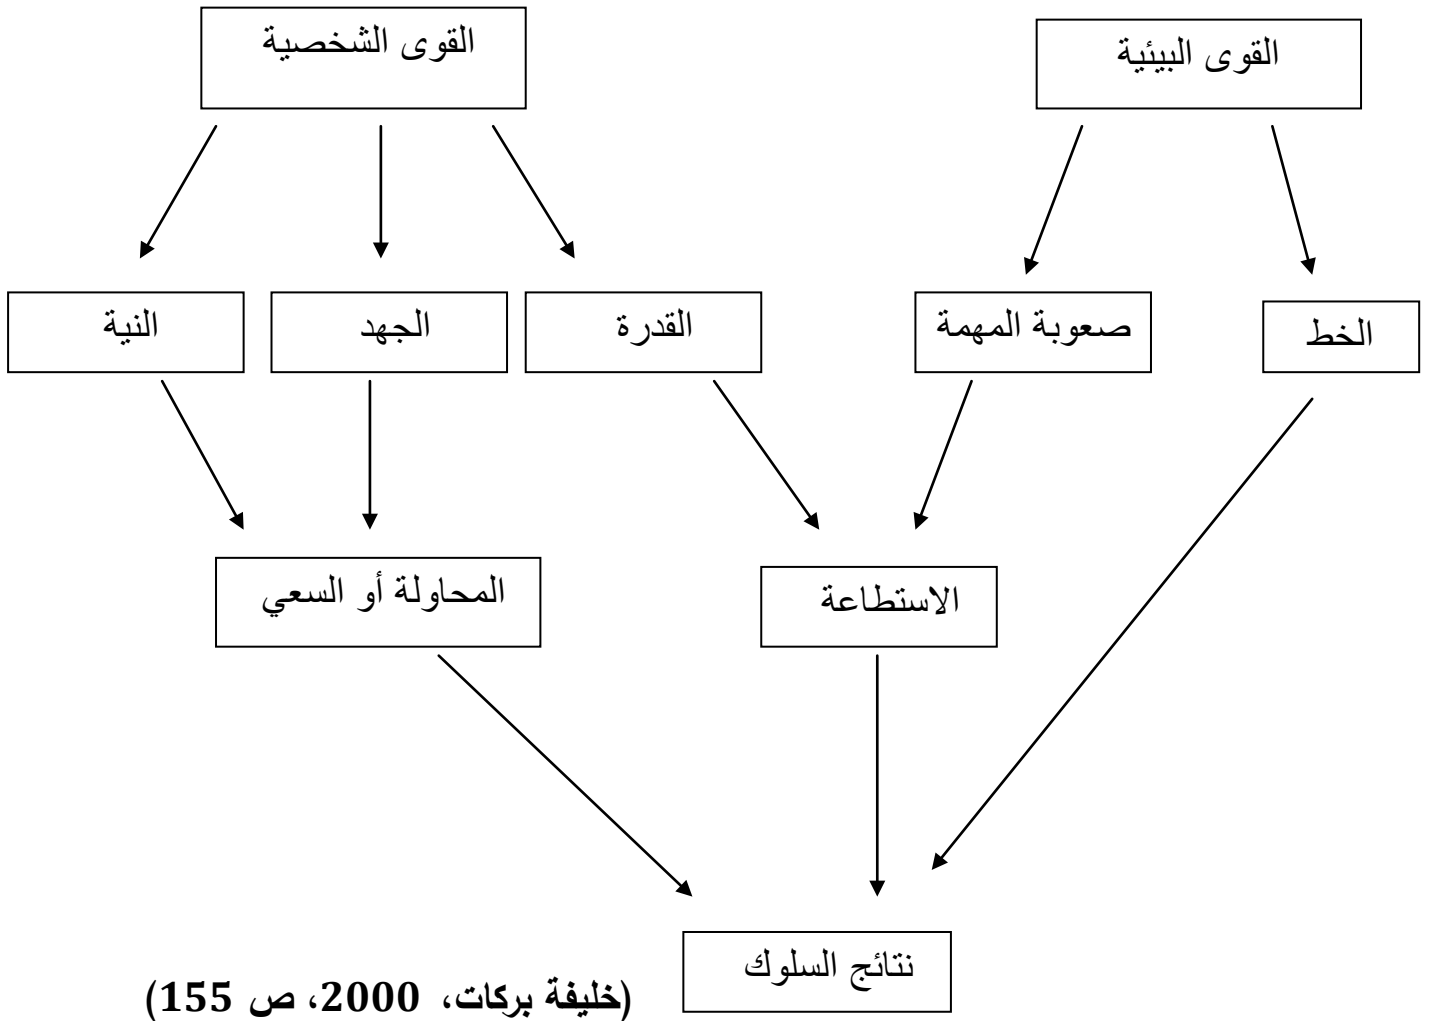 القوى البيئية
القوى الشخصية
الخط
صعوبة المهمة
القدرة
الجهد
النية
الاستطاعة
المحاولة أو السعي
نتائج السلوك
(خليفة بركات، 2000، ص 155)